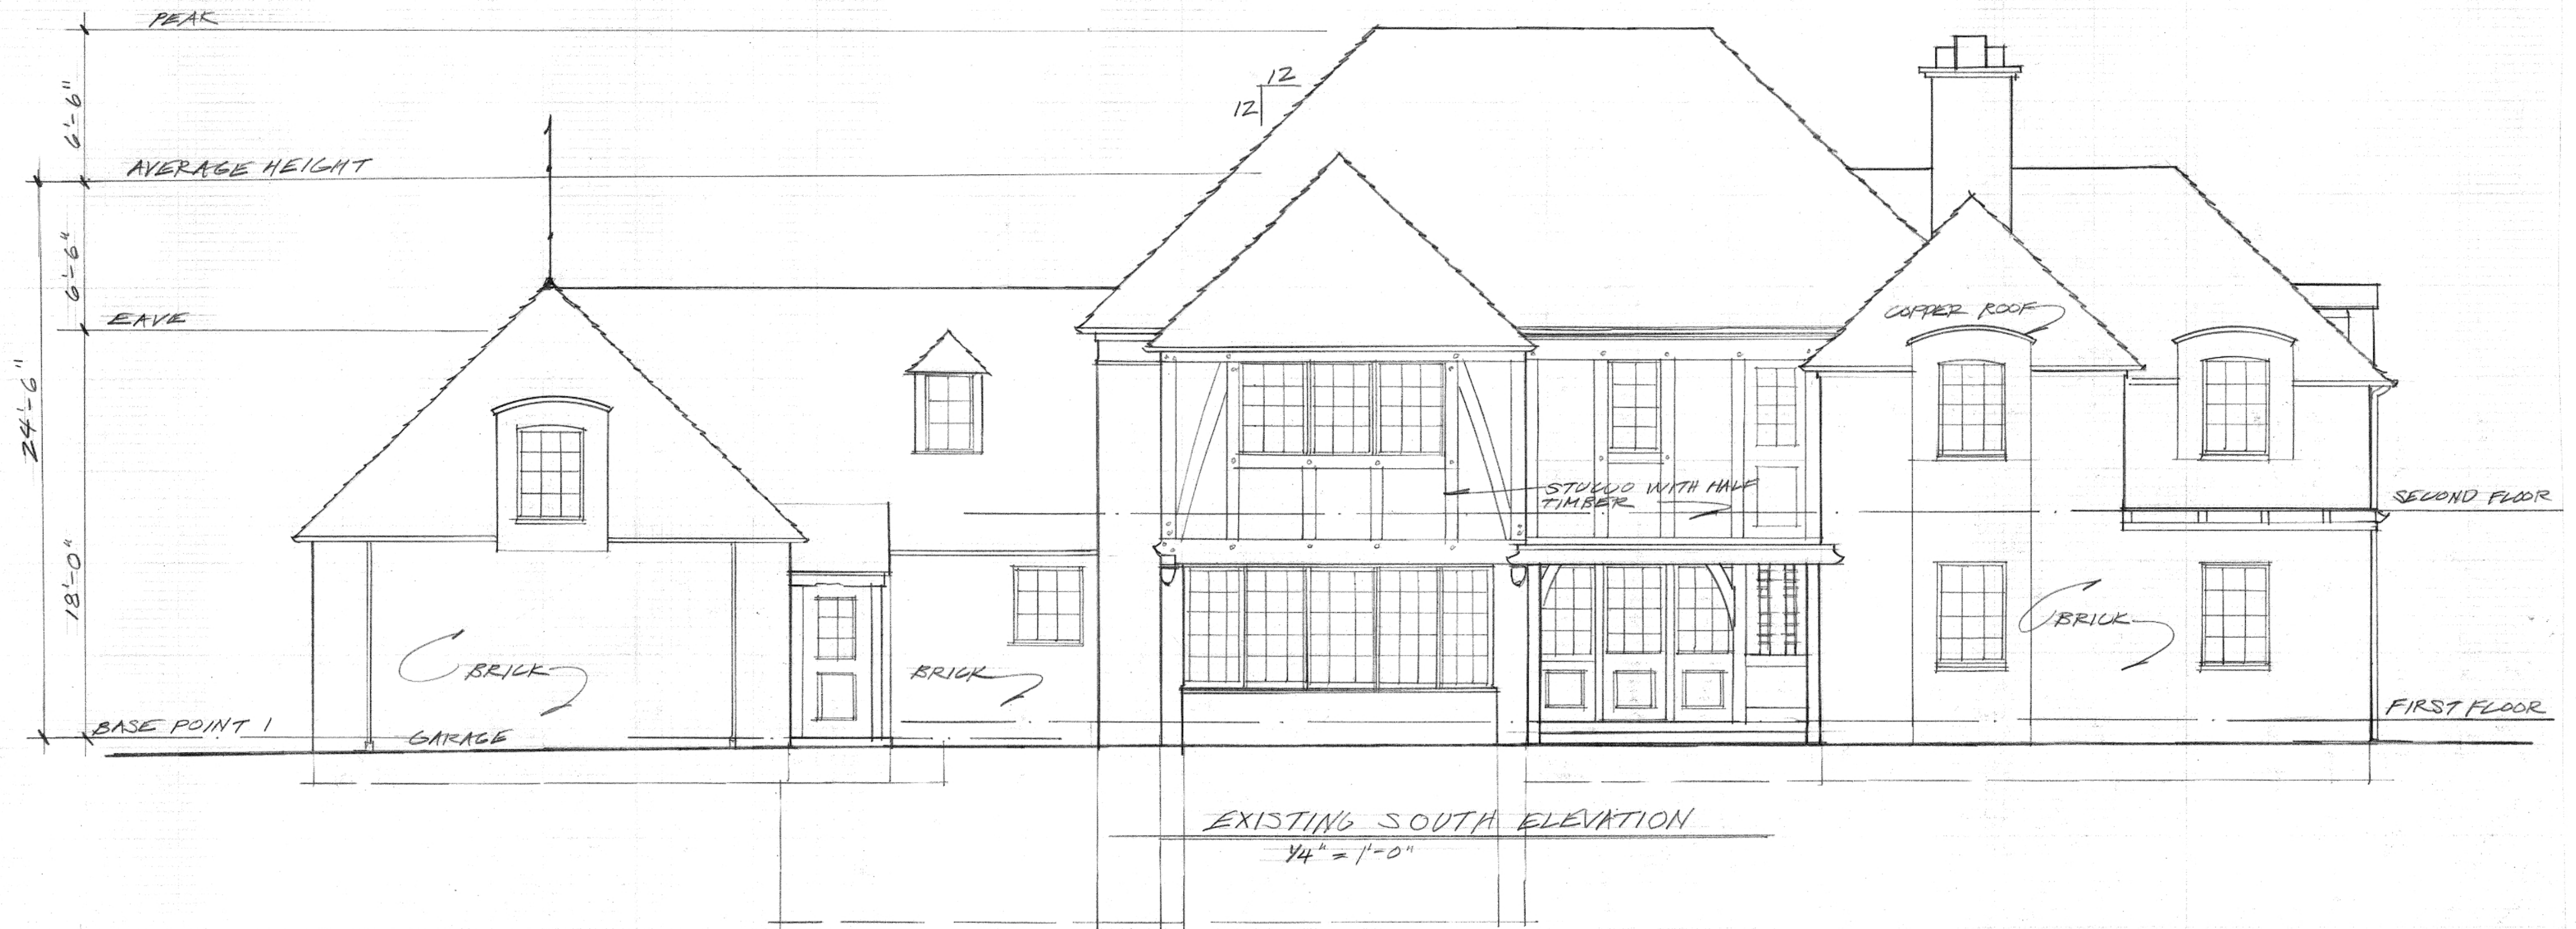 PEAK
12
12
6'-6"
AVERAGE HEIGHT
6'-6"
EAVE
COPPER ROOF
24'-6"
STUCCO WITH HALF
TIMBER
SECOND FLOOR
18'-0"
BRICK
BRICK
BRICK
FIRST FLOOR
BASE POINT 1
GARAGE
EXISTING SOUTH ELEVATION
1/4" = 1'-0"